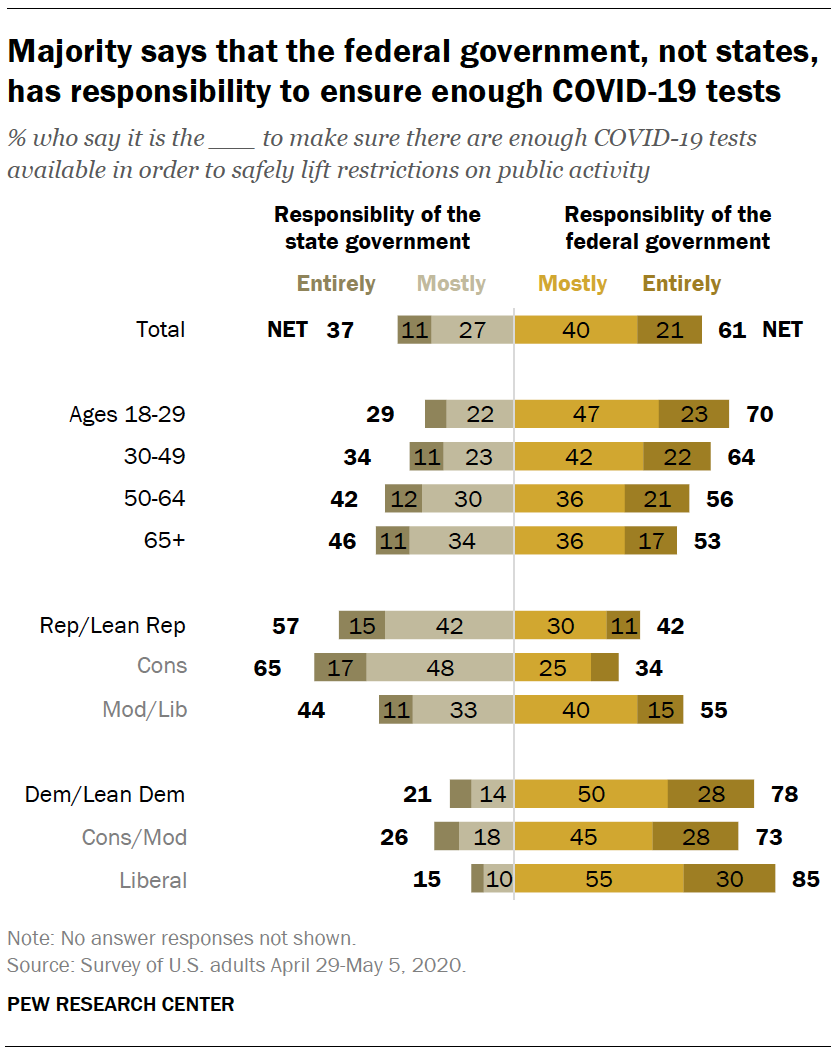 Majority says that the federal government, not states,
has responsibility to ensure enough COVID-19 tests
% who say it is the ___ to make sure there are enough COVID-19 tests
available in order to safely lift restrictions on public activity
Responsiblity of the state government Responsiblity of the federal government
Entirely Mostly Mostly Entirely
Total NET 37 11 27 40 21 61 NET
Ages 18-29 29 22 47 23 70
30-49 34 11 23 42 22 64
50-64 42 12 30 36 21 56
65+ 46 11 34 36 17 53
Rep/Lean Rep 57 15 42 30 11 42
Cons 65 17 48 25 34
Mod/Lib 44 11 33 40 15 55
Dem/Lean Dem 21 14 50 28 78
Cons/Mod 26 18 45 28 73
Liberal 15 10 55 30 85
Note: No answer responses not shown.
Source: Survey of U.S. adults April 29-May 5, 2020.
PEW RESEARCH CENTER